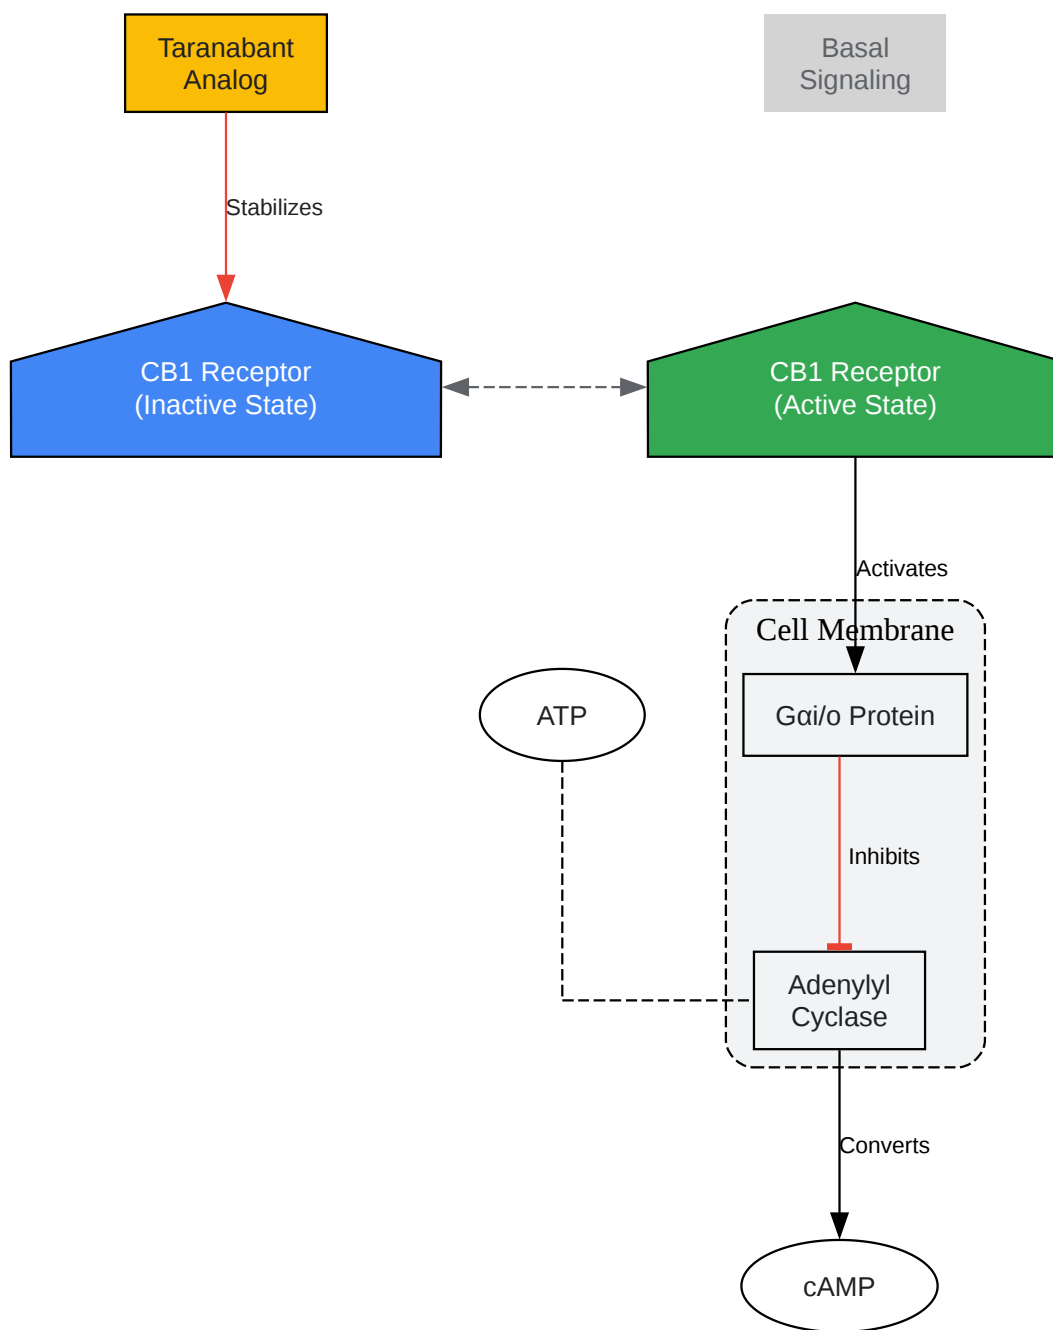 Taranabant
Analog
Basal
Signaling
Stabilizes
CB1 Receptor
(Inactive State)
CB1 Receptor
(Active State)
Activates
Cell Membrane
ATP
Gαi/o Protein
Inhibits
Adenylyl
Cyclase
Converts
cAMP